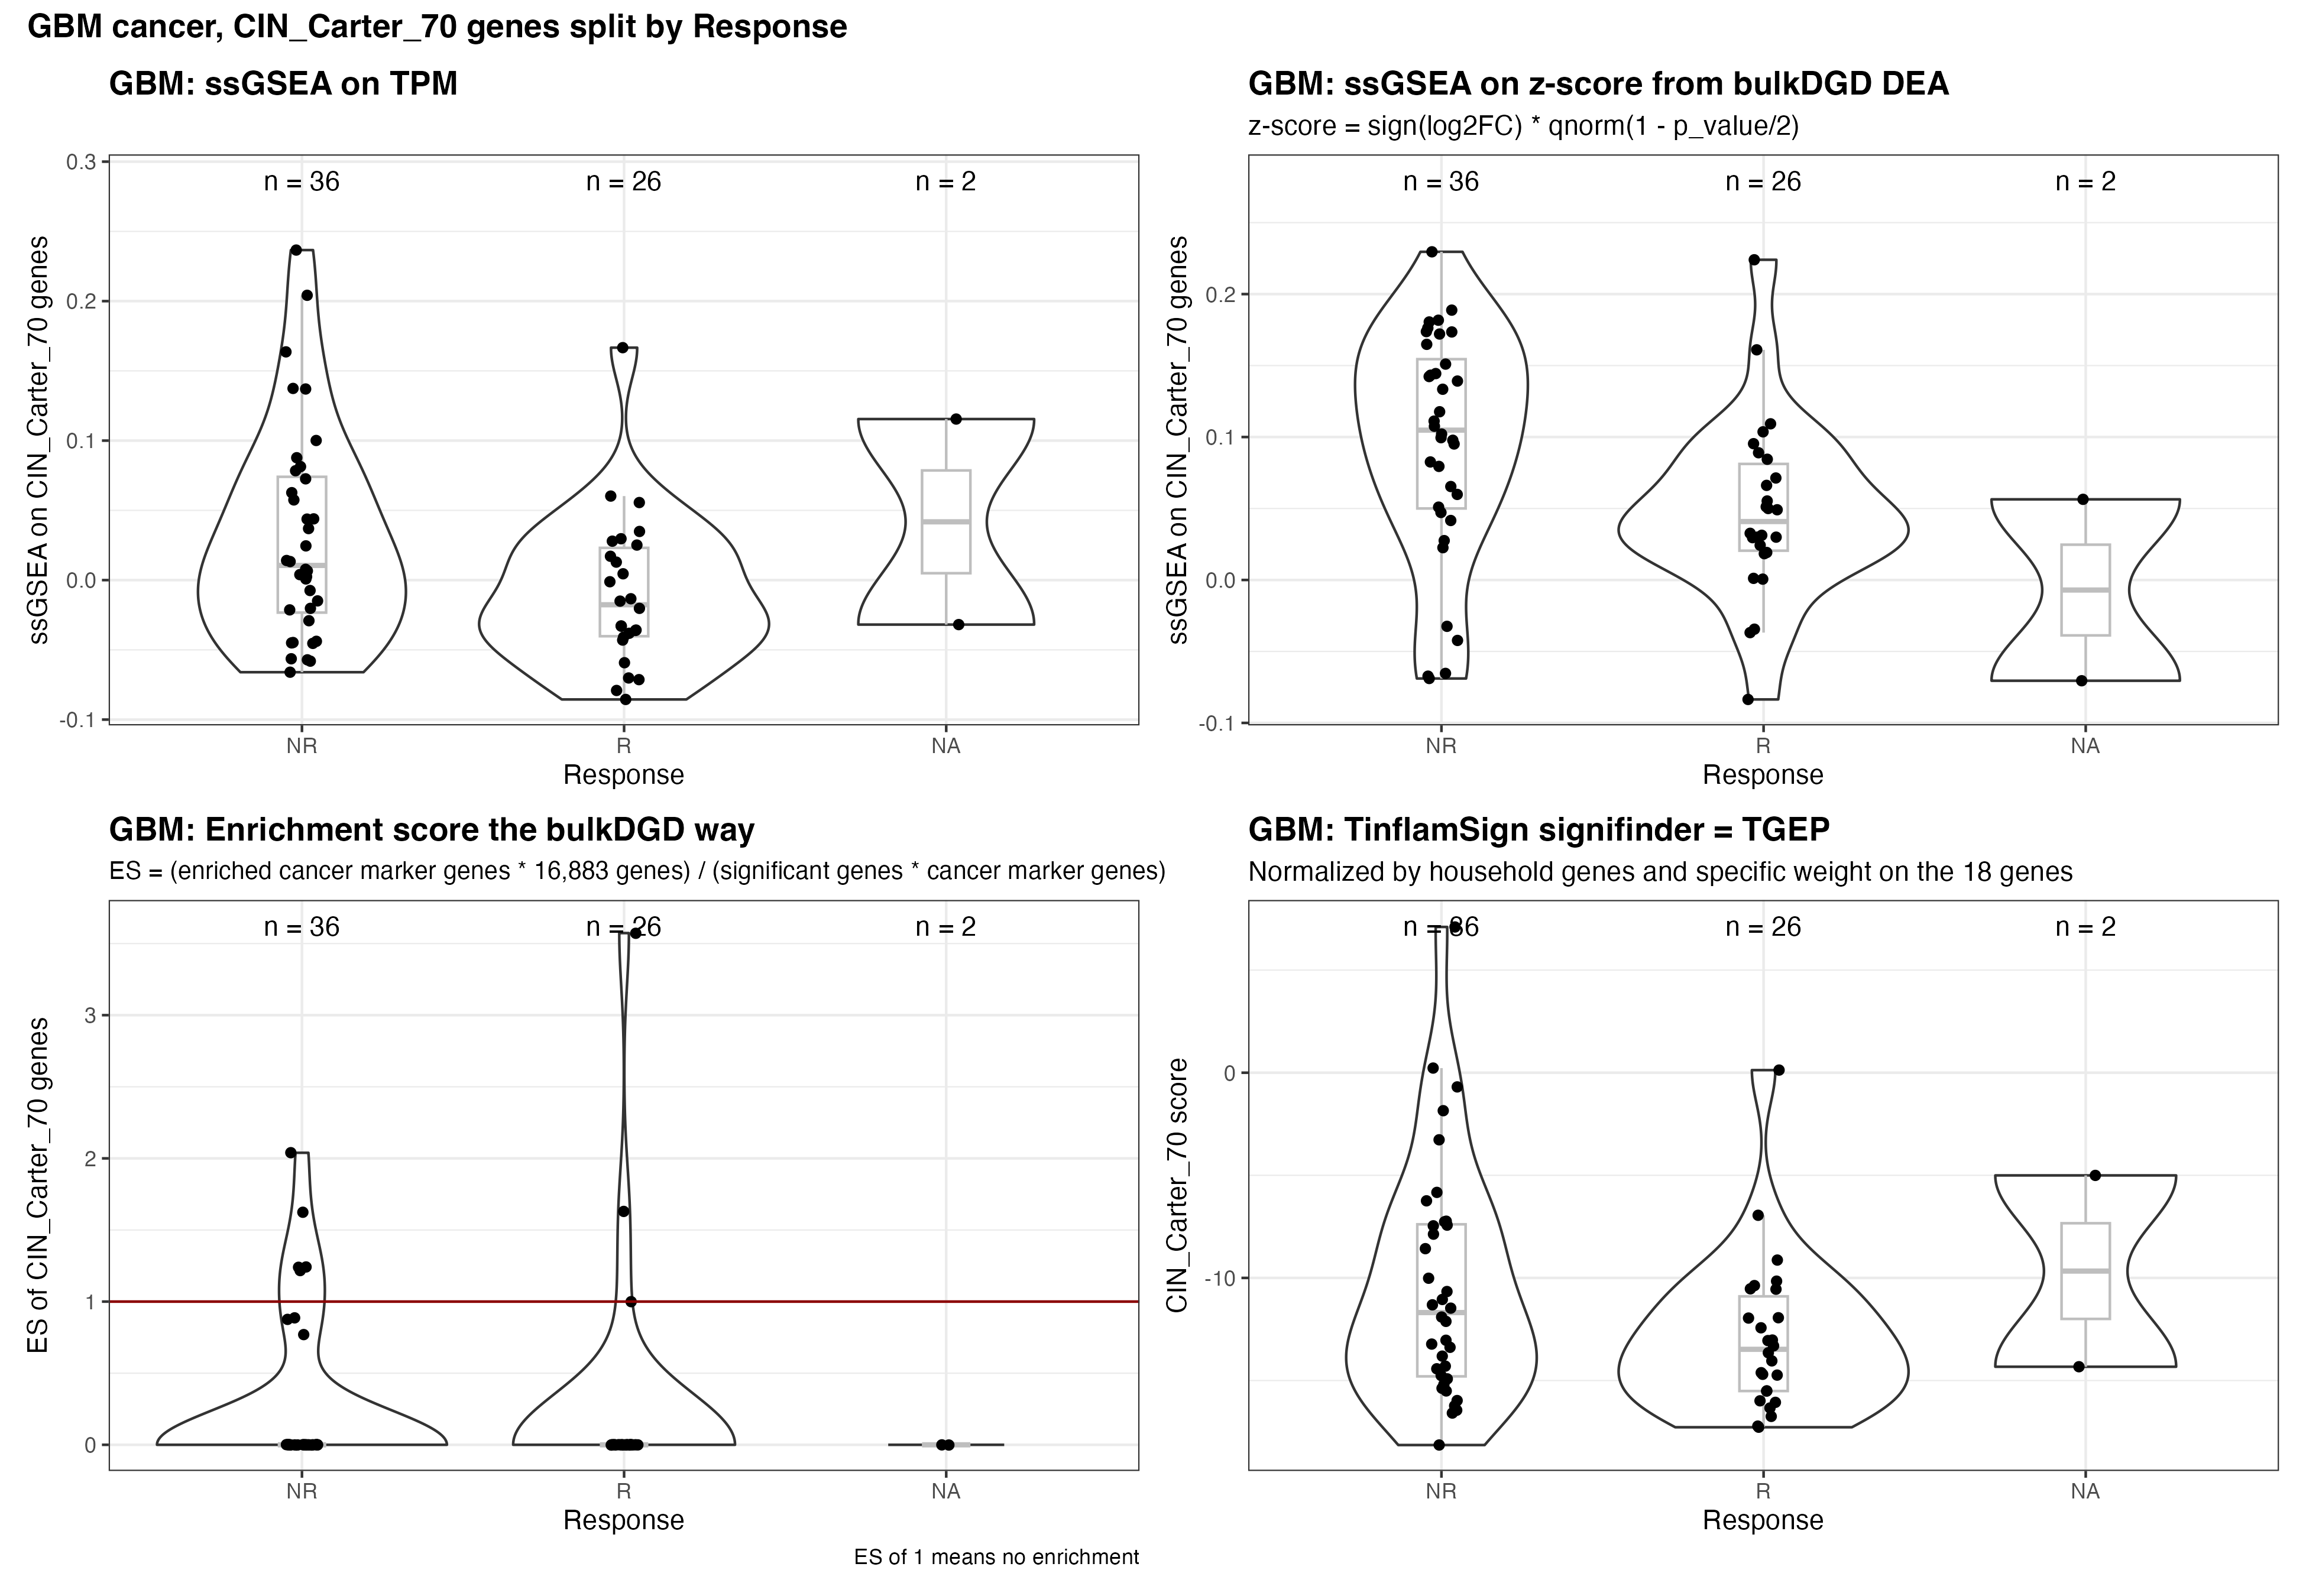 GBM cancer, CIN_Carter_70 genes split by Response
GBM: ssGSEA on TPM
ssGSEA on CIN_Carter_70 genes
0.3
0.2
0.1
0.0
-0.1
n = 36
n = 26
n = 2
NR
R
NA
Response
GBM: ssGSEA on z-score from bulkDGD DEA
z-score = sign(log2FC) * qnorm(1 - p_value/2)
ssGSEA on CIN_Carter_70 genes
0.2
0.1
0.0
-0.1
n = 36
n = 26
n = 2
NR
R
NA
Response
GBM: Enrichment score the bulkDGD way
ES = (enriched cancer marker genes * 16,883 genes) / (significant genes * cancer marker genes)
ES of CIN_Carter_70 genes
3
2
1
0
n = 36
n = 26
n = 2
NR
R
NA
Response
ES of 1 means no enrichment
GBM: TinflamSign signifinder = TGEP
Normalized by household genes and specific weight on the 18 genes
CIN_Carter_70 score
0
-10
n = 36
n = 26
n = 2
NR
R
NA
Response